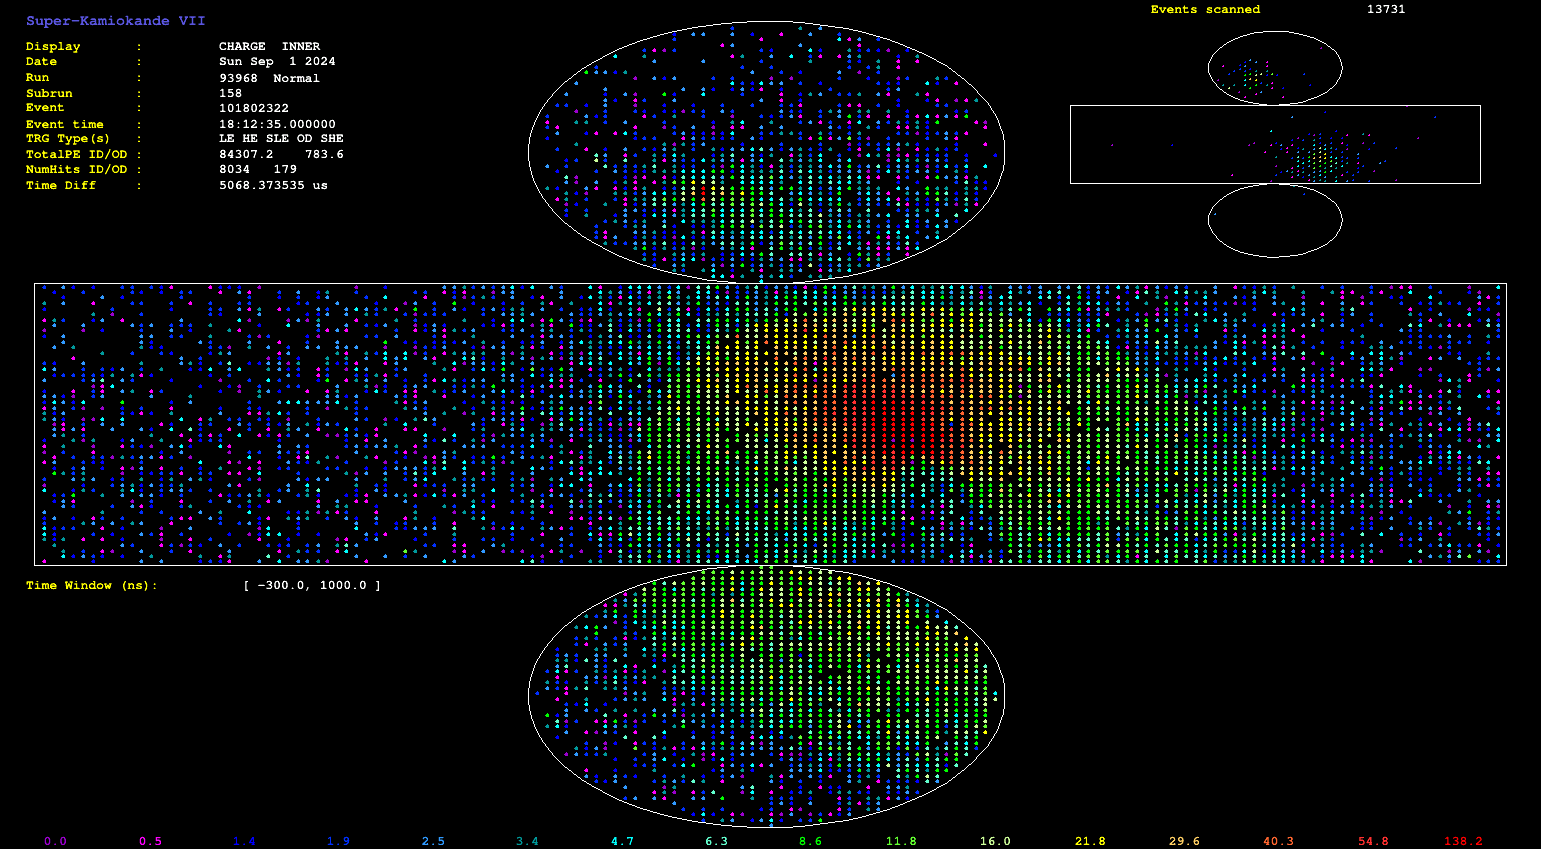 Super-Kamiokande VII
Events scanned 13731
Display : CHARGE INNER
Date : Sun Sep 1 2024
Run : 93968 Normal
Subrun : 158
Event : 101802322
Event time : 18:12:35.000000
TRG Type(s) : LE HE SLE OD SHE
TotalPE ID/OD : 84307.2 783.6
NumHits ID/OD : 8034 179
Time Diff : 5068.373535 us
Time Window (ns): [ -300.0, 1000.0 ]
0.0 0.5 1.4 1.9 2.5 3.4 4.7 6.3 8.6 11.8 16.0 21.8 29.6 40.3 54.8 138.2